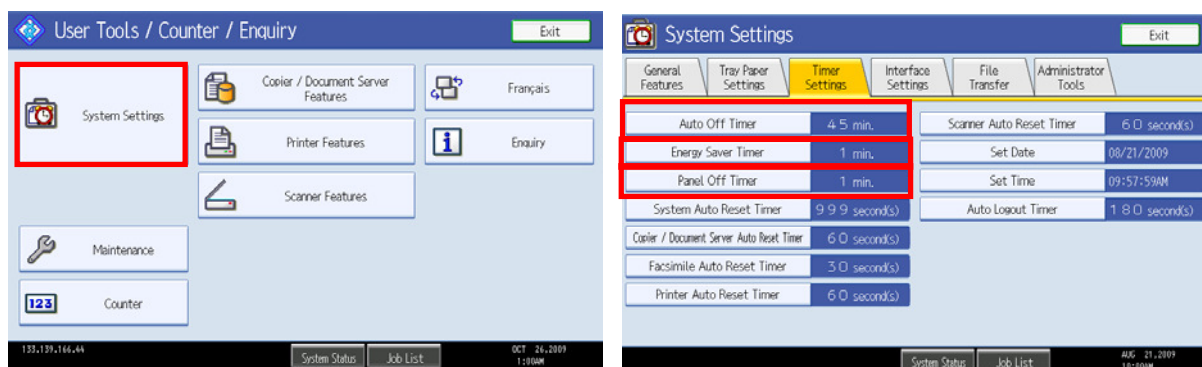 User Tools / Counter / Enquiry
Exit
System Settings
Copier / Document Server
Features
Français
Printer Features
Enquiry
Scanner Features
Maintenance
123
Counter
133.139.166.44
System Status
Job List
OCT 26.2009
1:00AM
System Settings
Exit
General
Features
Tray Paper
Settings
Timer
Settings
Interface
Settings
File
Transfer
Administrator
Tools
Auto Off Timer
45 min.
Energy Saver Timer
1 min.
Panel Off Timer
1 min.
System Auto Reset Timer
999 second(s)
Copier / Document Server Auto Reset Timer
60 second(s)
Facsimile Auto Reset Timer
30 second(s)
Printer Auto Reset Timer
60 second(s)
Scanner Auto Reset Timer
60 second(s)
Set Date
08/21/2009
Set Time
09:57:59AM
Auto Logout Timer
180 second(s)
System Status
Job List
AUG 21.2009
10:00AM